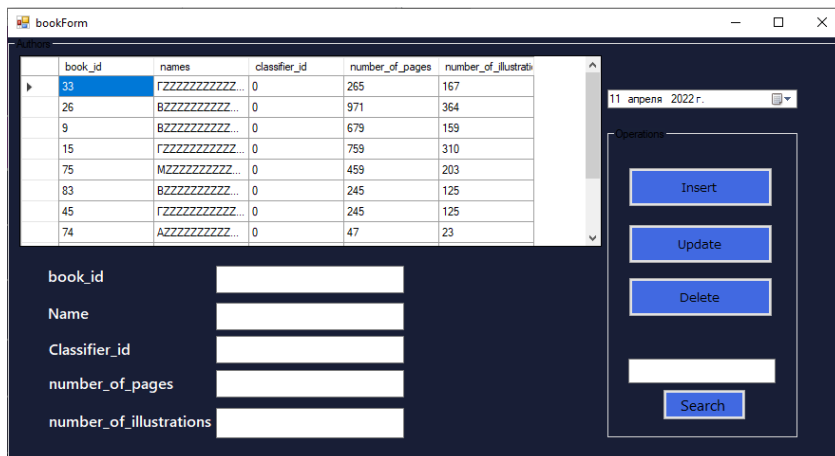 bookForm
Authors
book_id names classifier_id number_of_pages number_of_illustrati
33 ГZZZZZZZZZZZ... 0 265 167
26 BZZZZZZZZZZ... 0 971 364
9 BZZZZZZZZZZ... 0 679 159
15 ГZZZZZZZZZZZ... 0 759 310
75 MZZZZZZZZZZ... 0 459 203
83 BZZZZZZZZZZ... 0 245 125
45 ГZZZZZZZZZZZ... 0 245 125
74 AZZZZZZZZZZ... 0 47 23
11 апреля 2022 г.
Operations
Insert
Update
Delete
Search
book_id
Name
Classifier_id
number_of_pages
number_of_illustrations